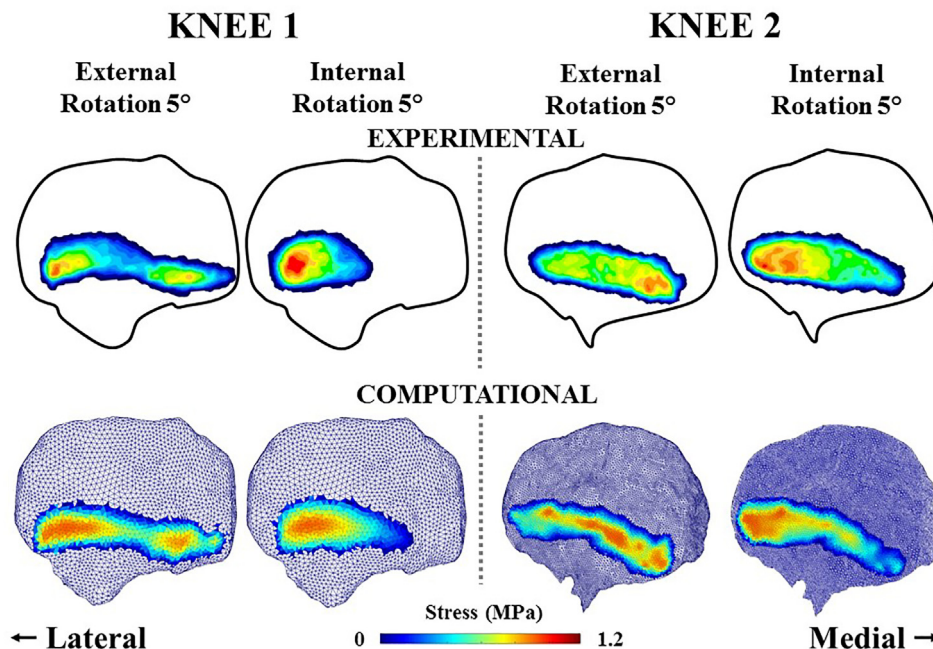 KNEE 1
KNEE 2
External
Rotation 5°
Internal
Rotation 5°
External
Rotation 5°
Internal
Rotation 5°
EXPERIMENTAL
COMPUTATIONAL
Stress (MPa)
← Lateral
0
1.2
Medial →